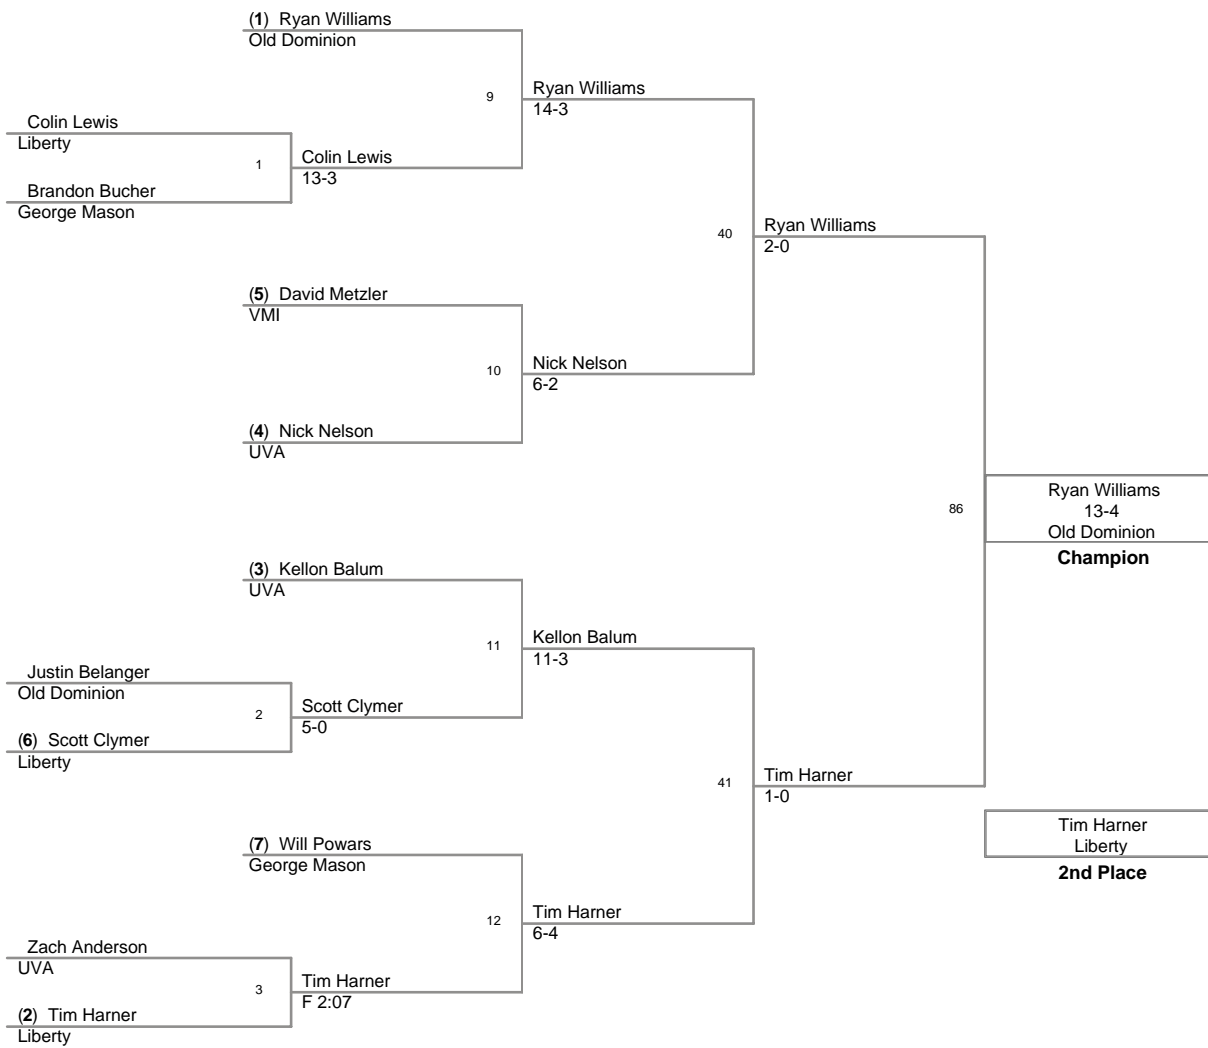 (1) Ryan Williams
Old Dominion
9
Ryan Williams
14-3
Colin Lewis
Liberty
1
Colin Lewis
13-3
Brandon Bucher
George Mason
40
Ryan Williams
2-0
(5) David Metzler
VMI
10
Nick Nelson
6-2
(4) Nick Nelson
UVA
86
Ryan Williams
13-4
Old Dominion
Champion
(3) Kellon Balum
UVA
11
Kellon Balum
11-3
Justin Belanger
Old Dominion
2
Scott Clymer
5-0
(6) Scott Clymer
Liberty
41
Tim Harner
1-0
Tim Harner
Liberty
2nd Place
(7) Will Powars
George Mason
12
Tim Harner
6-4
Zach Anderson
UVA
3
Tim Harner
F 2:07
(2) Tim Harner
Liberty